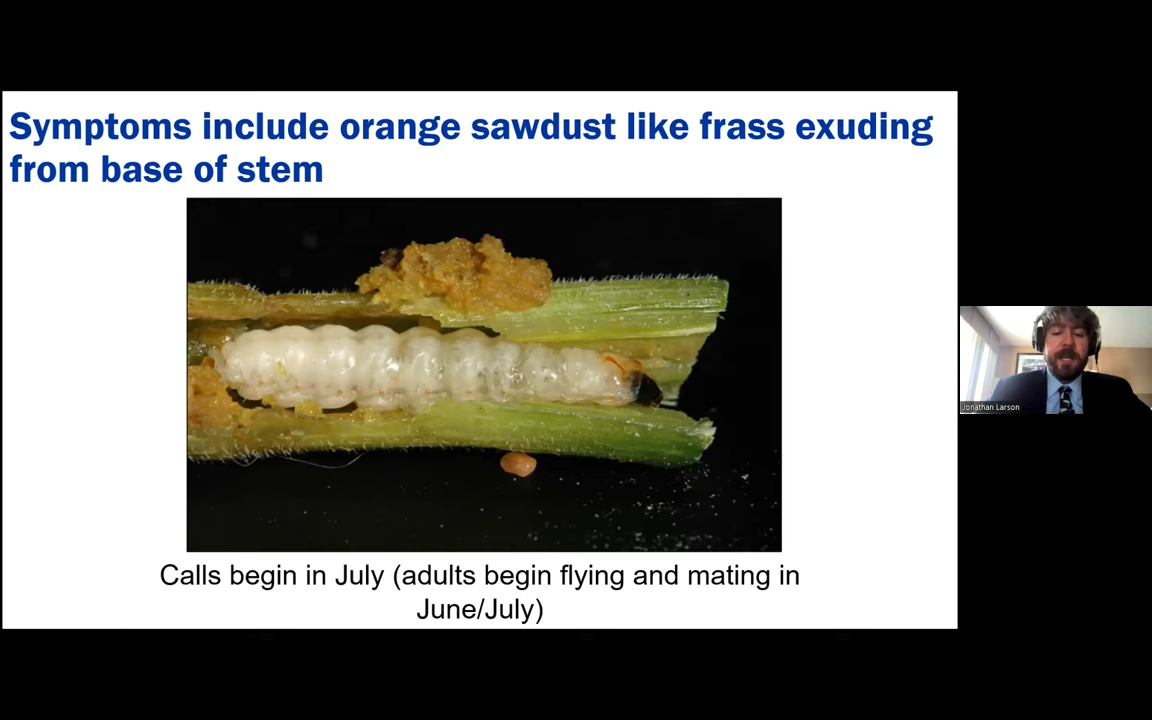 Symptoms include orange sawdust like frass exuding
from base of stem
Calls begin in July (adults begin flying and mating in
June/July)
Jonathan Larson